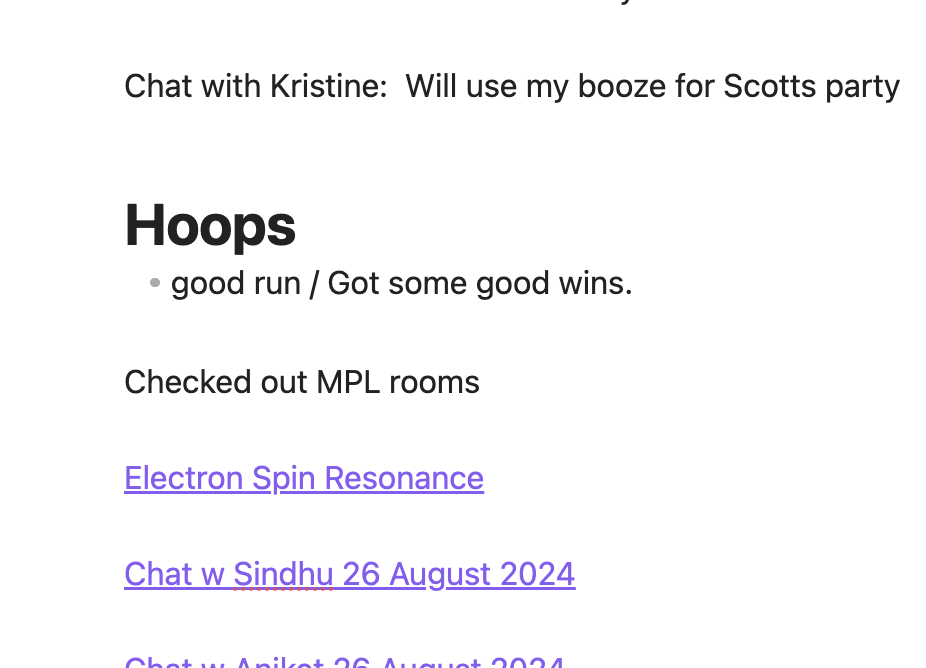 Chat with Kristine:  Will use my booze for Scotts party
Hoops
good run / Got some good wins.
Checked out MPL rooms
Electron Spin Resonance
Chat w Sindhu 26 August 2024
Chat w Aniket 26 August 2024